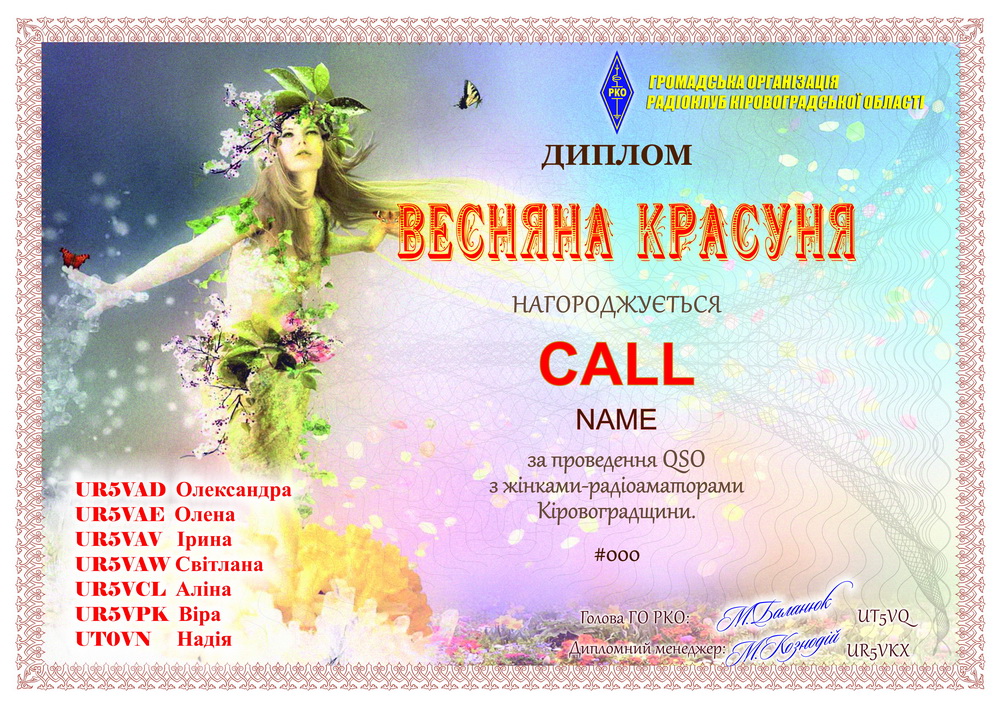 РКО
ГРОМАДСЬКА ОРГАНІЗАЦІЯ
РАДІОКЛУБ КІРОВОГРАДСЬКОЇ ОБЛАСТІ
ДИПЛОМ
ВЕСНЯНА КРАСУНЯ
НАГОРОДЖУЄТЬСЯ
CALL
NAME
за проведення QSO
з жінками-радіоаматорами
Кіровоградщини.
#000
UR5VAD Олександра
UR5VAE Олена
UR5VAV Ірина
UR5VAW Світлана
UR5VCL Аліна
UR5VPK Віра
UT0VN Надія
Голова ГО РКО: М.Баланюк UT5VQ
Дипломний менеджер: М.Кознодій UR5VKX